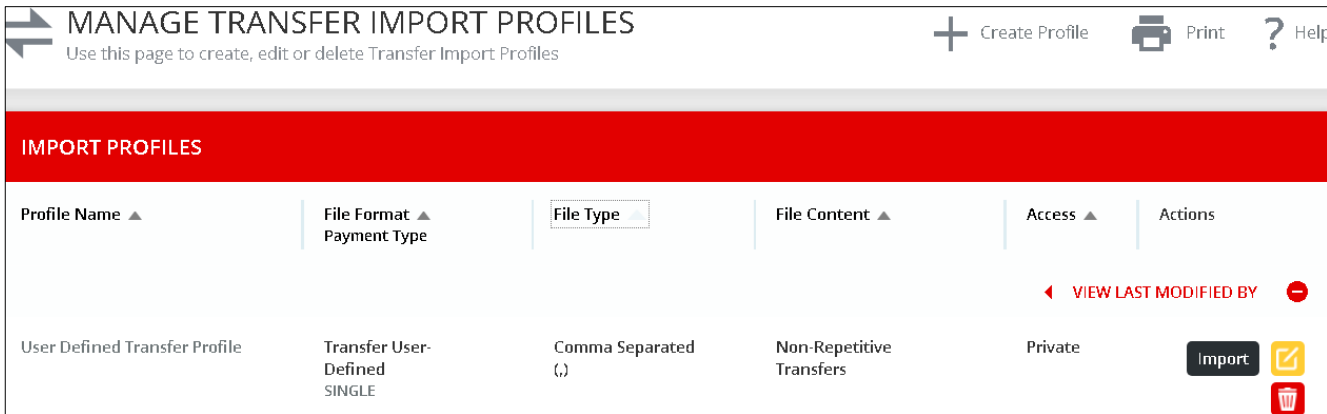 MANAGE TRANSFER IMPORT PROFILES
Use this page to create, edit or delete Transfer Import Profiles
Create Profile
Print
? Help
IMPORT PROFILES
Profile Name
File Format
Payment Type
File Type
File Content
Access
Actions
VIEW LAST MODIFIED BY
User Defined Transfer Profile
Transfer User-
Defined
SINGLE
Comma Separated
(,)
Non-Repetitive
Transfers
Private
Import